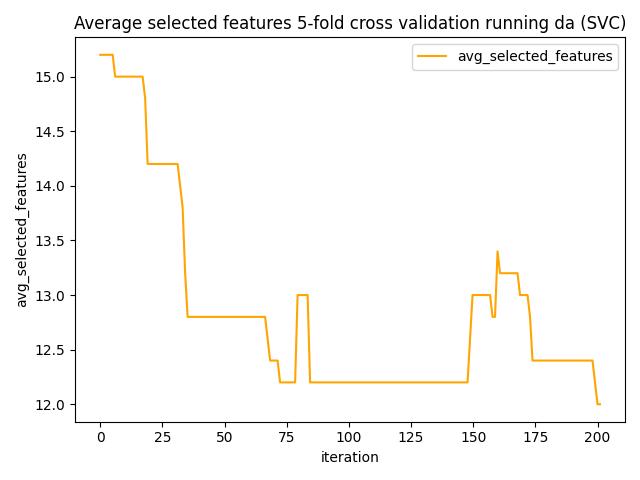 Average selected features 5-fold cross validation running da (SVC)
avg_selected_features
avg_selected_features
15.0
14.5
14.0
13.5
13.0
12.5
12.0
0 25 50 75 100 125 150 175 200
iteration